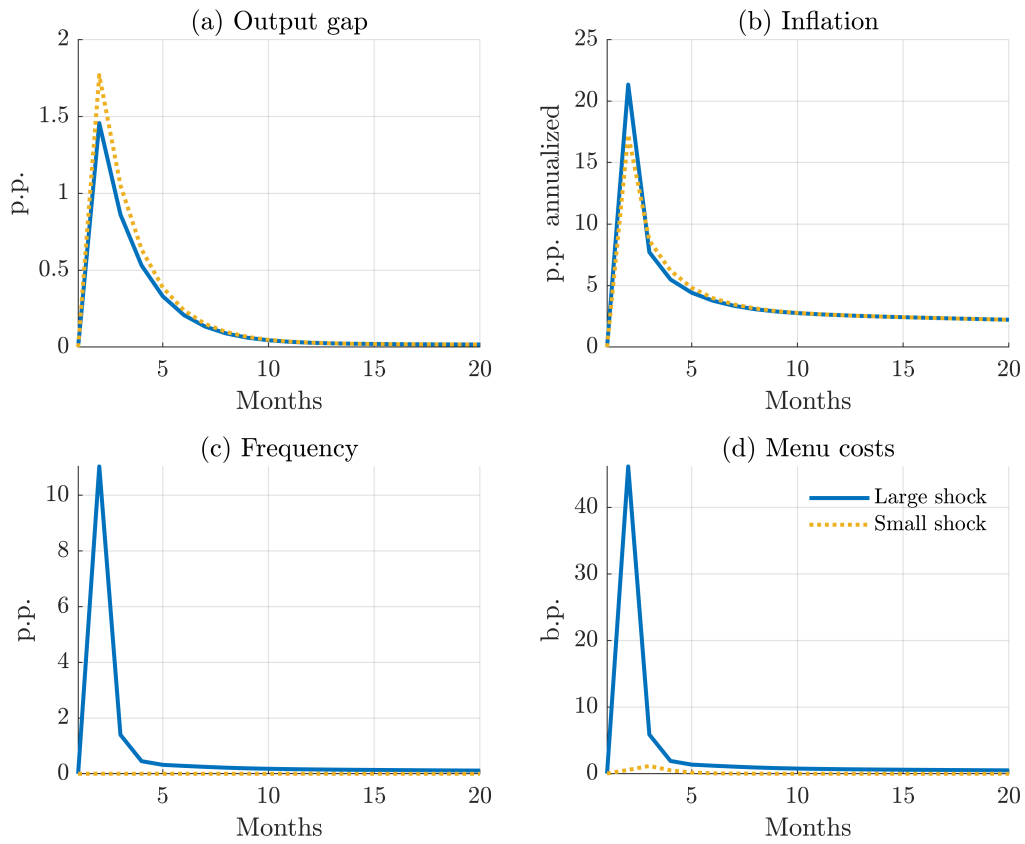 (a) Output gap
p.p.
2
1.5
1
0.5
0
5 10 15 20
Months
(b) Inflation
p.p. annualized
25
20
15
10
5
0
5 10 15 20
Months
(c) Frequency
p.p.
10
8
6
4
2
0
5 10 15 20
Months
(d) Menu costs
b.p.
40
30
20
10
0
Large shock
Small shock
5 10 15 20
Months